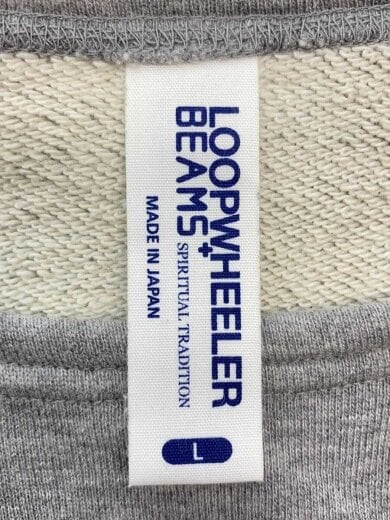 LOOPWHEELER
BEAMS+
SPIRITUAL TRADITION
MADE IN JAPAN
L